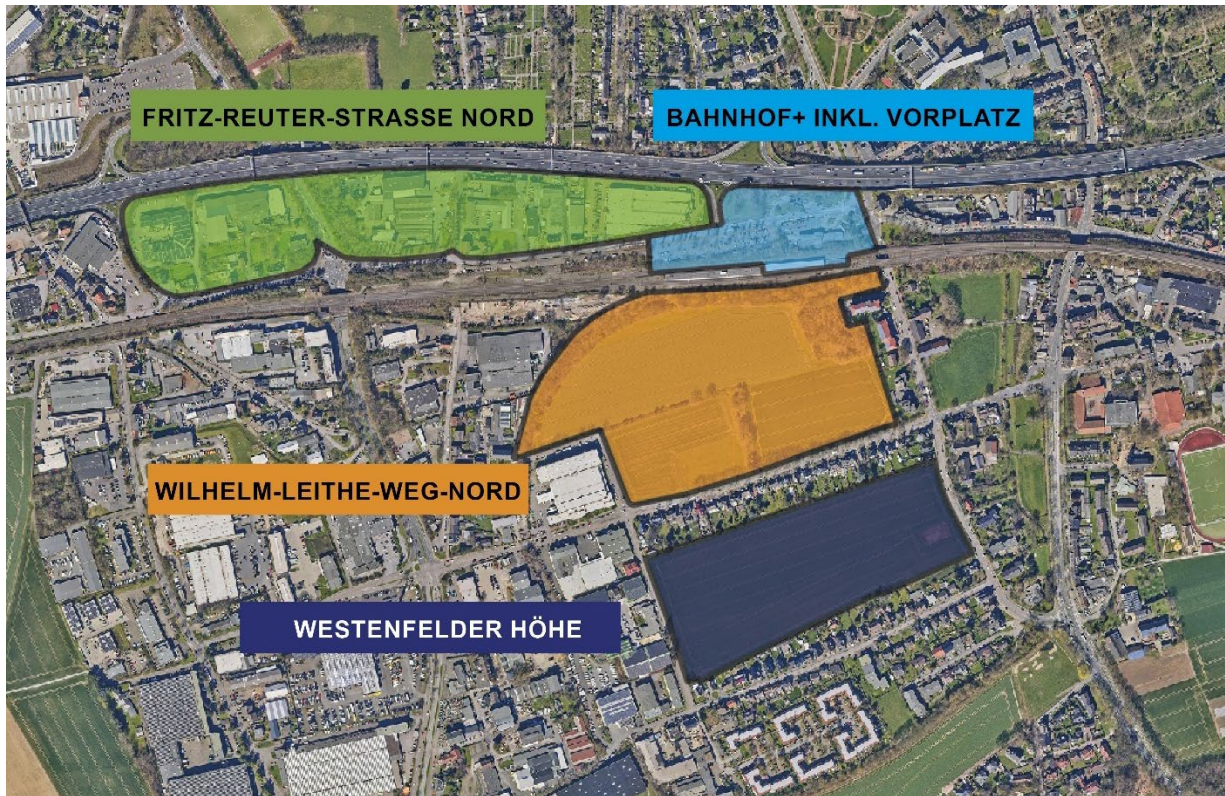 FRITZ-REUTER-STRASSE NORD
BAHNHOF+ INKL. VORPLATZ
WILHELM-LEITHE-WEG-NORD
WESTENFELDER HÖHE